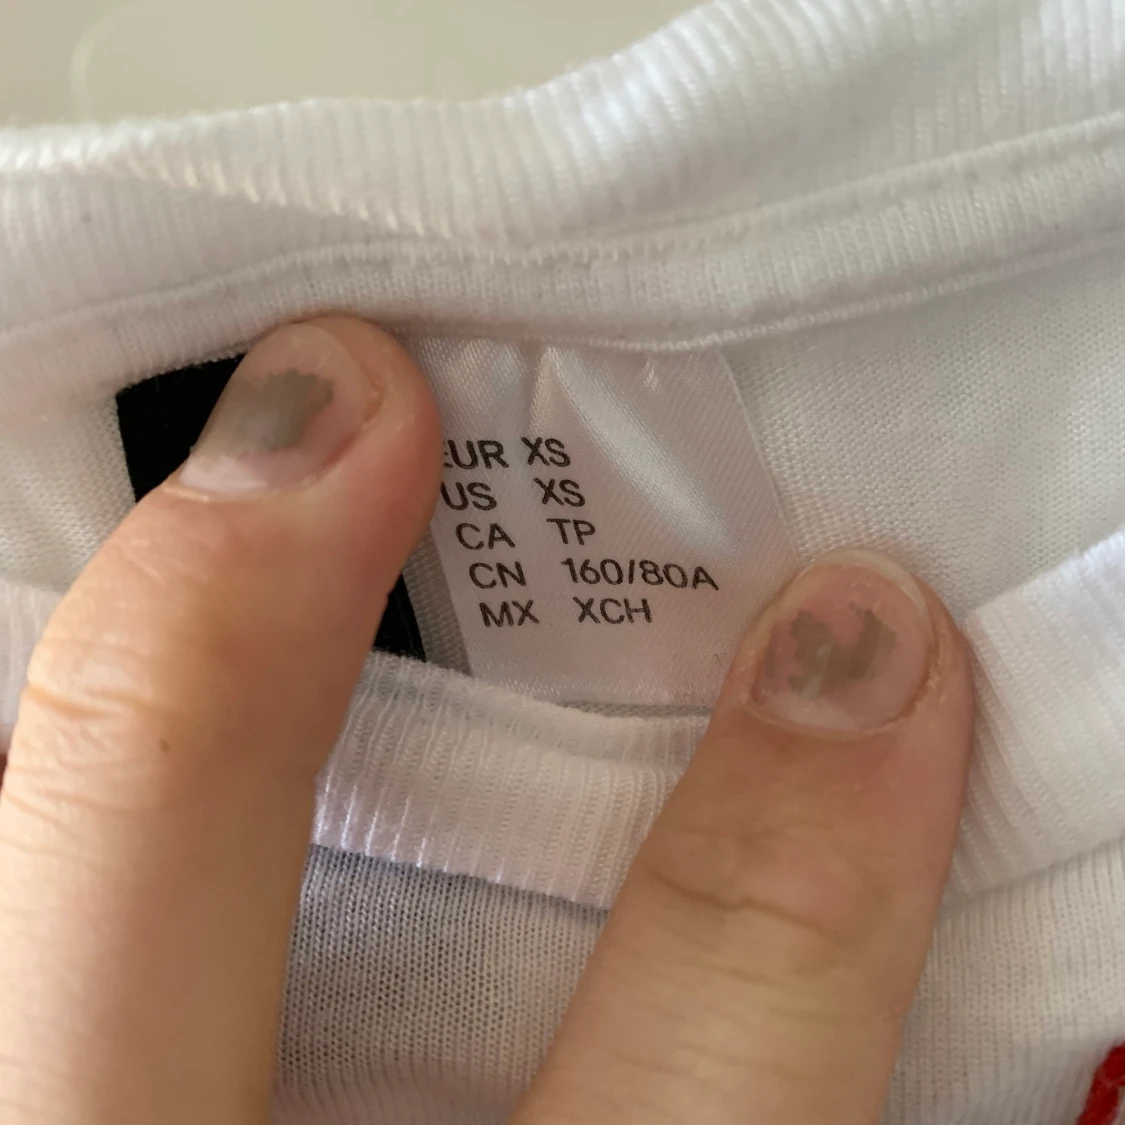 EUR XS
US XS
CA TP
CN 160/80A
MX XCH